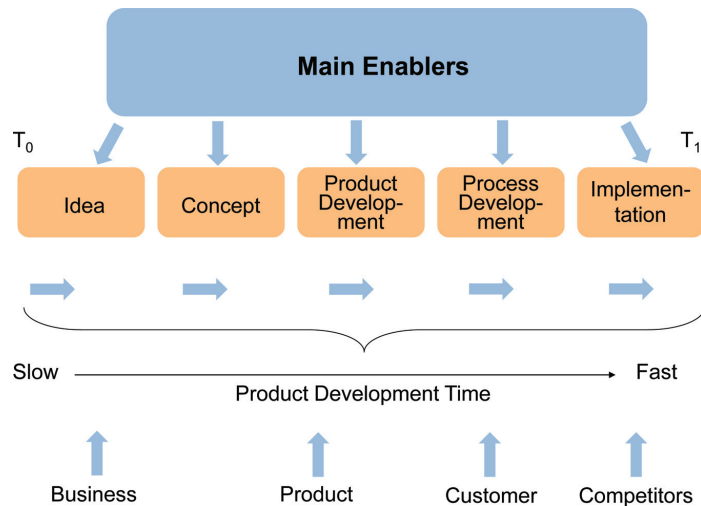 Main Enablers
T₀
T₁
Idea
Concept
Product
Develop-
ment
Process
Develop-
ment
Implemen-
tation
Slow
Fast
Product Development Time
Business
Product
Customer
Competitors